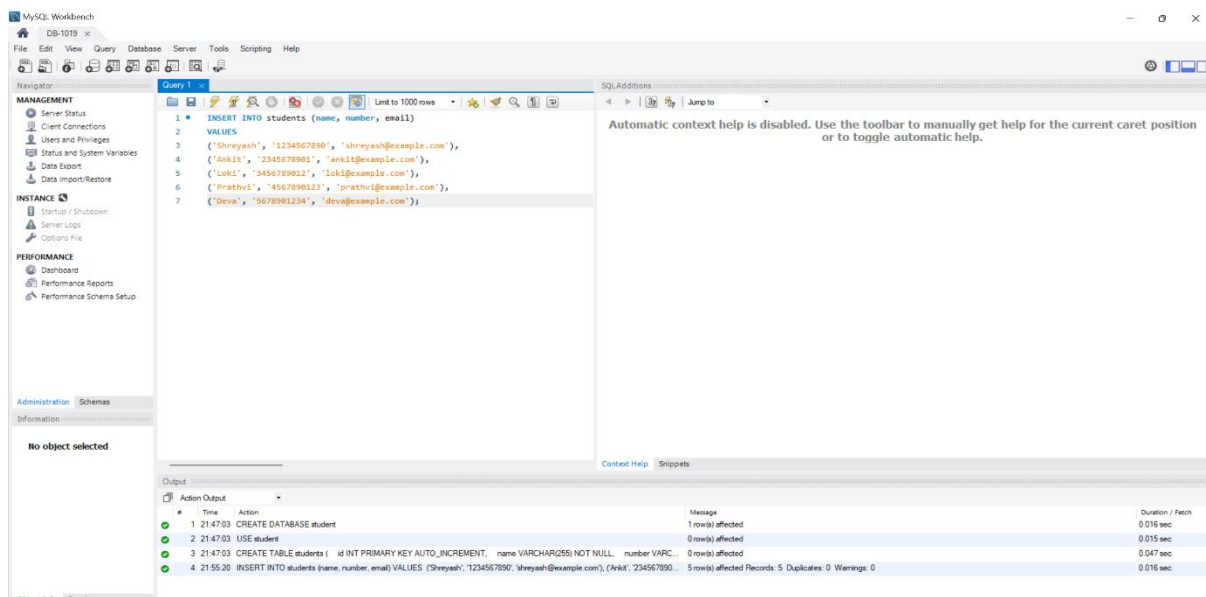 MySQL Workbench
DB-1019 ×
File Edit View Query Database Server Tools Scripting Help
Navigator
MANAGEMENT
Server Status
Client Connections
Users and Privileges
Status and System Variables
Data Export
Data Import/Restore
INSTANCE
Startup / Shutdown
Server Logs
Options File
PERFORMANCE
Dashboard
Performance Reports
Performance Schema Setup
Administration Schemas
Information
No object selected
Query 1 ×
Limit to 1000 rows
1 INSERT INTO students (name, number, email)
2 VALUES
3 ('Shreyash', '1234567890', 'shreyash@example.com'),
4 ('Ankit', '2345678901', 'ankit@example.com'),
5 ('Loki', '3456789012', 'loki@example.com'),
6 ('Prathvi', '4567890123', 'prathvi@example.com'),
7 ('Deva', '5678901234', 'deva@example.com');
SQLAdditions
Jump to
Automatic context help is disabled. Use the toolbar to manually get help for the current caret position
or to toggle automatic help.
Context Help Snippets
Output
Action Output
# Time Action Message Duration / Fetch
1 21:47:03 CREATE DATABASE student 1 row(s) affected 0.016 sec
2 21:47:03 USE student 0 row(s) affected 0.015 sec
3 21:47:03 CREATE TABLE students ( id INT PRIMARY KEY AUTO_INCREMENT, name VARCHAR(255) NOT NULL, number VARC... 0 row(s) affected 0.047 sec
4 21:55:20 INSERT INTO students (name, number, email) VALUES ('Shreyash', '1234567890', 'shreyash@example.com'), ('Ankit', '234567890... 5 row(s) affected Records: 5 Duplicates: 0 Warnings: 0 0.016 sec